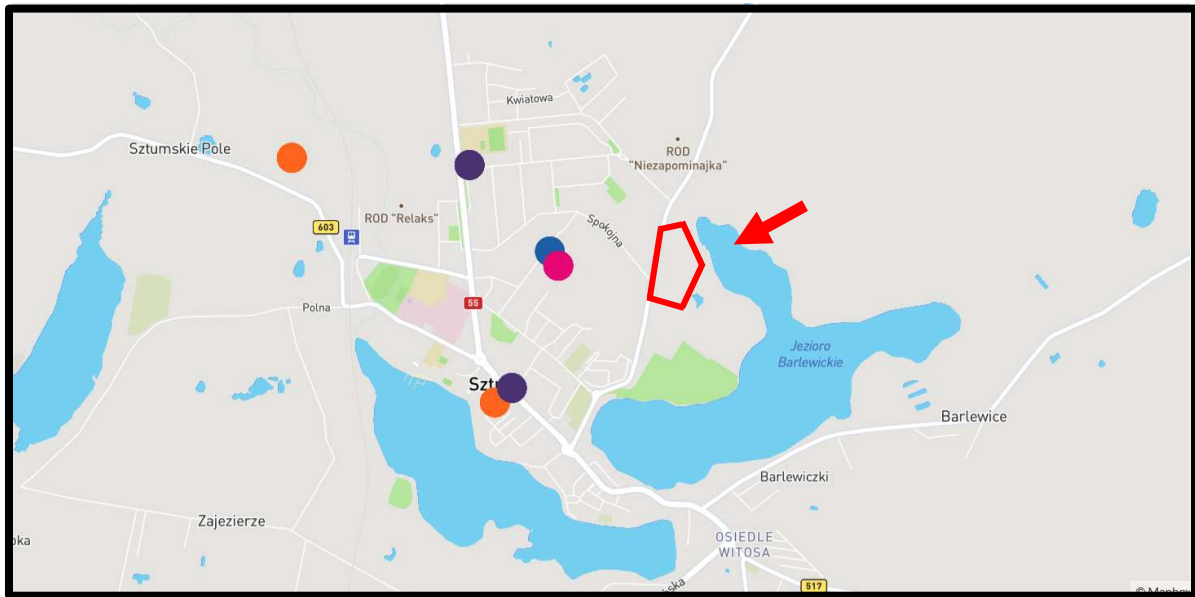 Kwiatowa
Sztumskie Pole
ROD
"Niezapominajka"
ROD "Relaks"
603
Spokojna
Polna
55
Jezioro
Barlewickie
Barlewice
Barlewiczki
Zajezierze
OSIEDLE
WITOSA
517